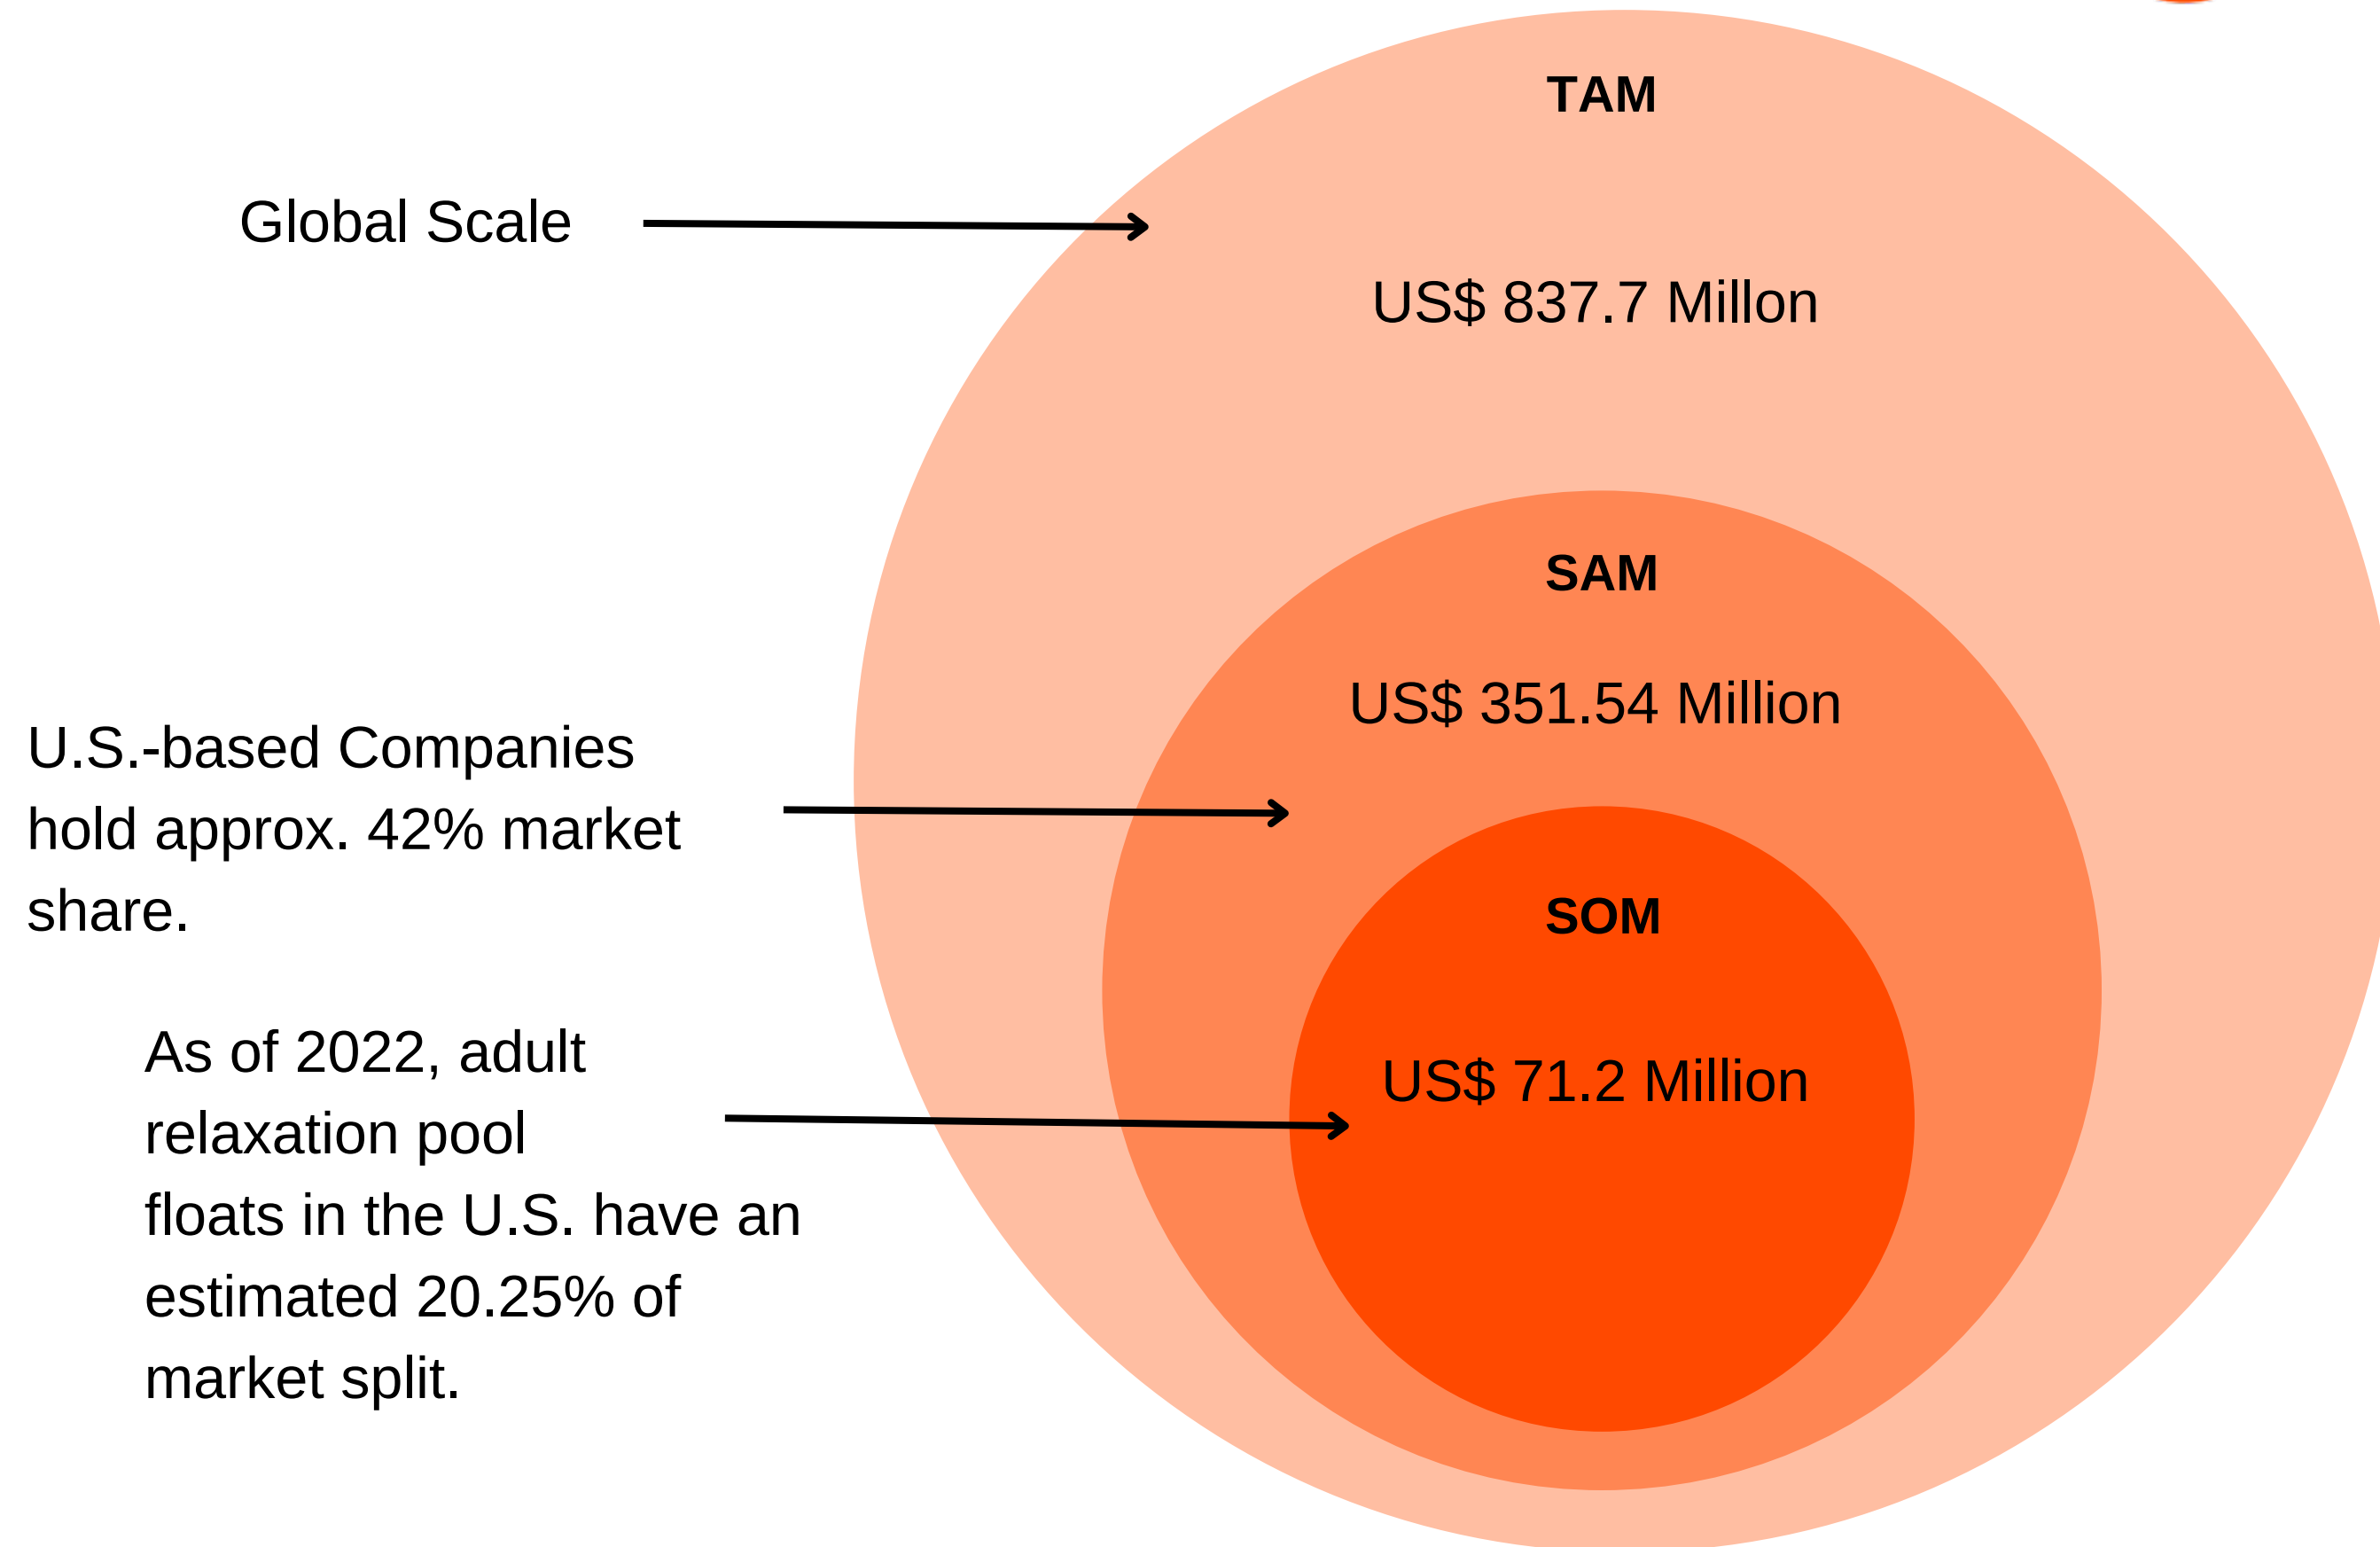 TAM
Global Scale
US$ 837.7 Millon
SAM
US$ 351.54 Million
U.S.-based Companies
hold approx. 42% market
share.
SOM
As of 2022, adult
relaxation pool
floats in the U.S. have an
estimated 20.25% of
market split.
US$ 71.2 Million